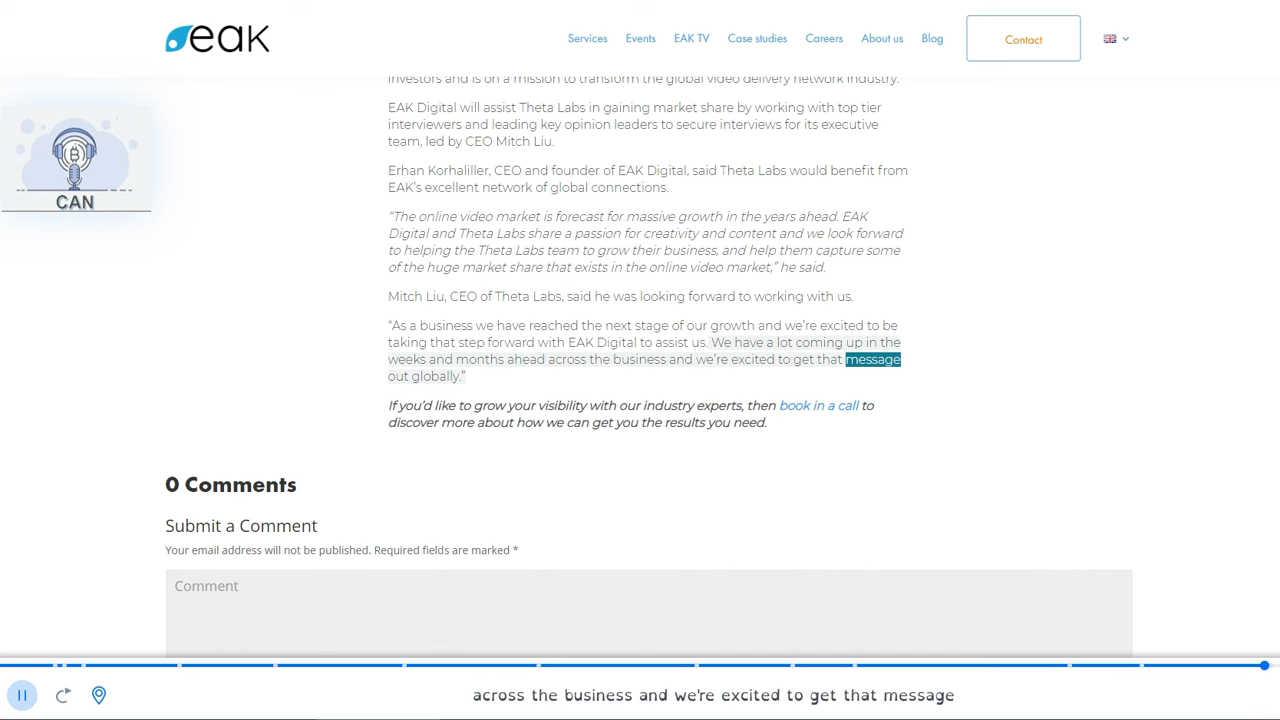 eak
Services
Events
EAK TV
Case studies
Careers
About us
Blog
Contact
investors and is on a mission to transform the global video delivery network industry.
EAK Digital will assist Theta Labs in gaining market share by working with top tier
interviewers and leading key opinion leaders to secure interviews for its executive
team, led by CEO Mitch Liu.
CAN
Erhan Korhaliller, CEO and founder of EAK Digital, said Theta Labs would benefit from
EAK’s excellent network of global connections.
“The online video market is forecast for massive growth in the years ahead. EAK
Digital and Theta Labs share a passion for creativity and content and we look forward
to helping the Theta Labs team to grow their business, and help them capture some
of the huge market share that exists in the online video market,” he said.
Mitch Liu, CEO of Theta Labs, said he was looking forward to working with us.
“As a business we have reached the next stage of our growth and we’re excited to be
taking that step forward with EAK Digital to assist us. We have a lot coming up in the
weeks and months ahead across the business and we’re excited to get that message
out globally.”
If you’d like to grow your visibility with our industry experts, then book in a call to
discover more about how we can get you the results you need.
0 Comments
Submit a Comment
Your email address will not be published. Required fields are marked *
Comment
across the business and we're excited to get that message